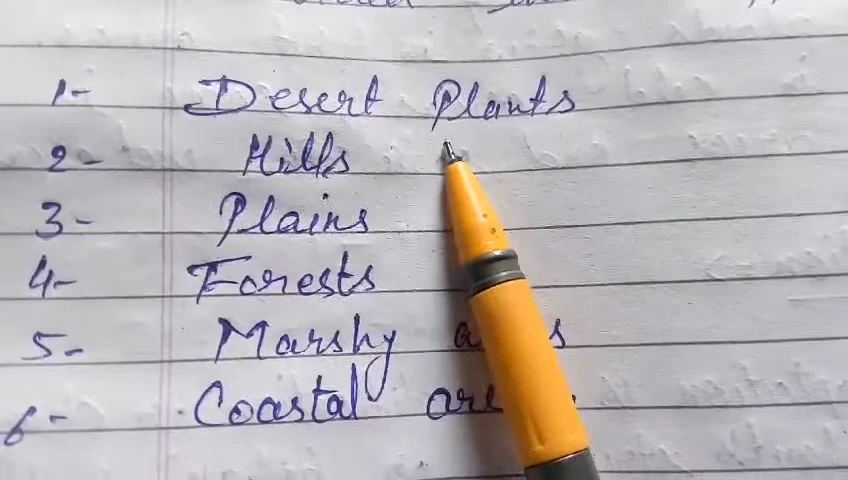 1- Desert Plants
2- Hills
3- Plains
4- Forests
5- Marshy
6- Coastal